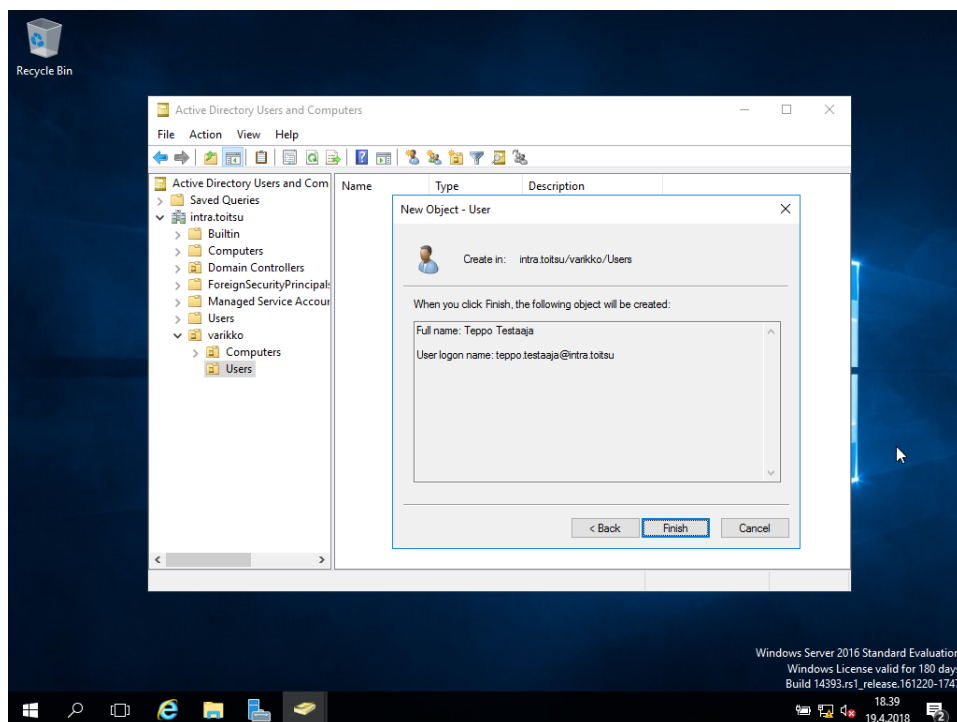 Recycle Bin
Active Directory Users and Computers
File Action View Help
Active Directory Users and Com
Saved Queries
intra.toitsu
Builtin
Computers
Domain Controllers
ForeignSecurityPrincipals
Managed Service Accour
Users
varikko
Computers
Users
Name Type Description
New Object - User
Create in: intra.toitsu/varikko/Users
When you click Finish, the following object will be created:
Full name: Teppo Testaaja
User logon name: teppo.testaaja@intra.toitsu
< Back Finish Cancel
Windows Server 2016 Standard Evaluation
Windows License valid for 180 days
Build 14393.rs1_release.161220-1747
18.39
19.4.2018
2